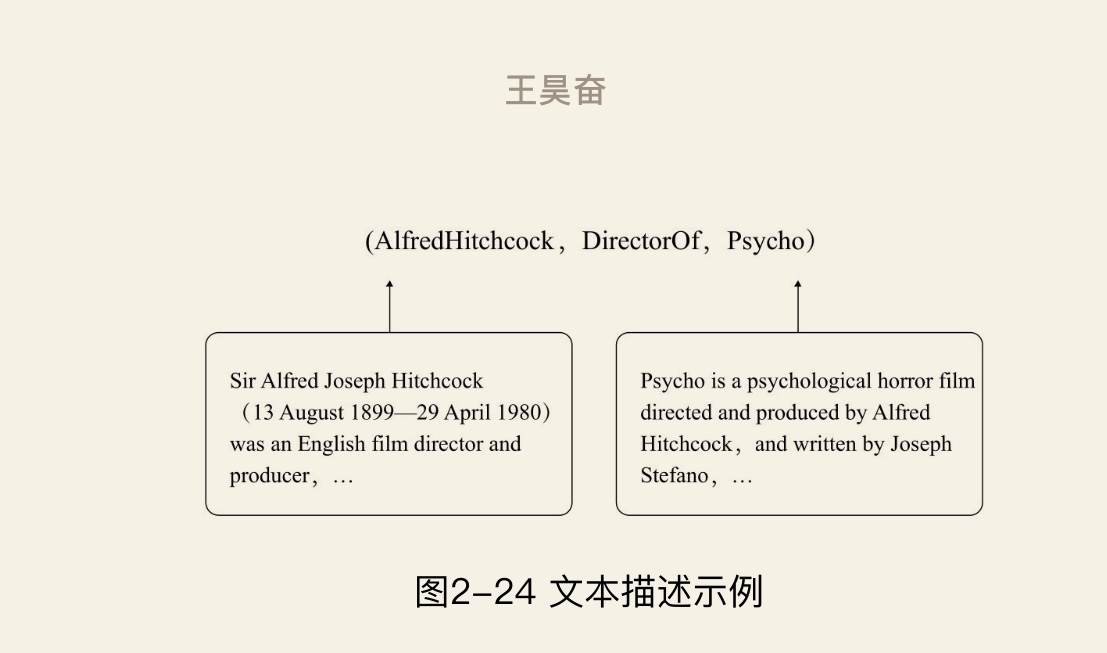 王昊奋
(AlfredHitchcock，DirectorOf，Psycho）
Sir Alfred Joseph Hitchcock
（13 August 1899—29 April 1980）
was an English film director and
producer，…
Psycho is a psychological horror film
directed and produced by Alfred
Hitchcock，and written by Joseph
Stefano，…
图2-24 文本描述示例